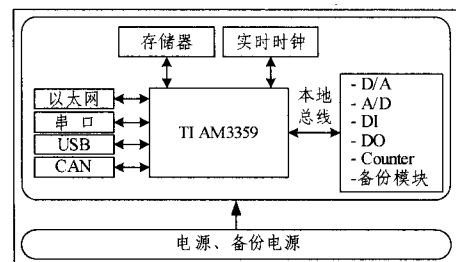 存储器
实时时钟
以太网
串口
USB
CAN
TI AM3359
本地
总线
- D/A
- A/D
- DI
- DO
- Counter
-备份模块
电源、备份电源